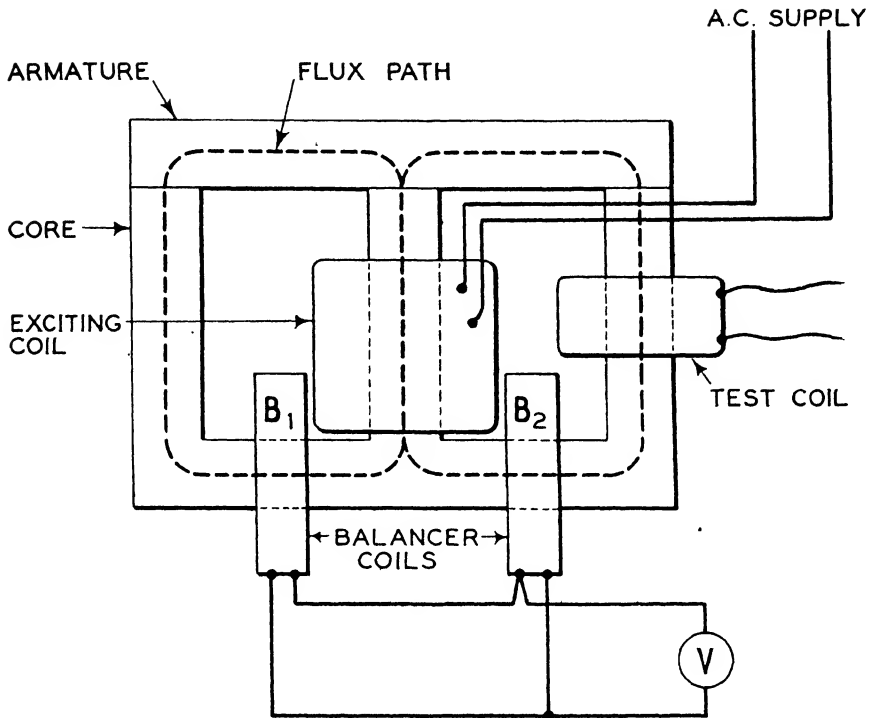 A.C. SUPPLY
ARMATURE
FLUX PATH
CORE
EXCITING
COIL
B1
B2
TEST COIL
BALANCER
COILS
V